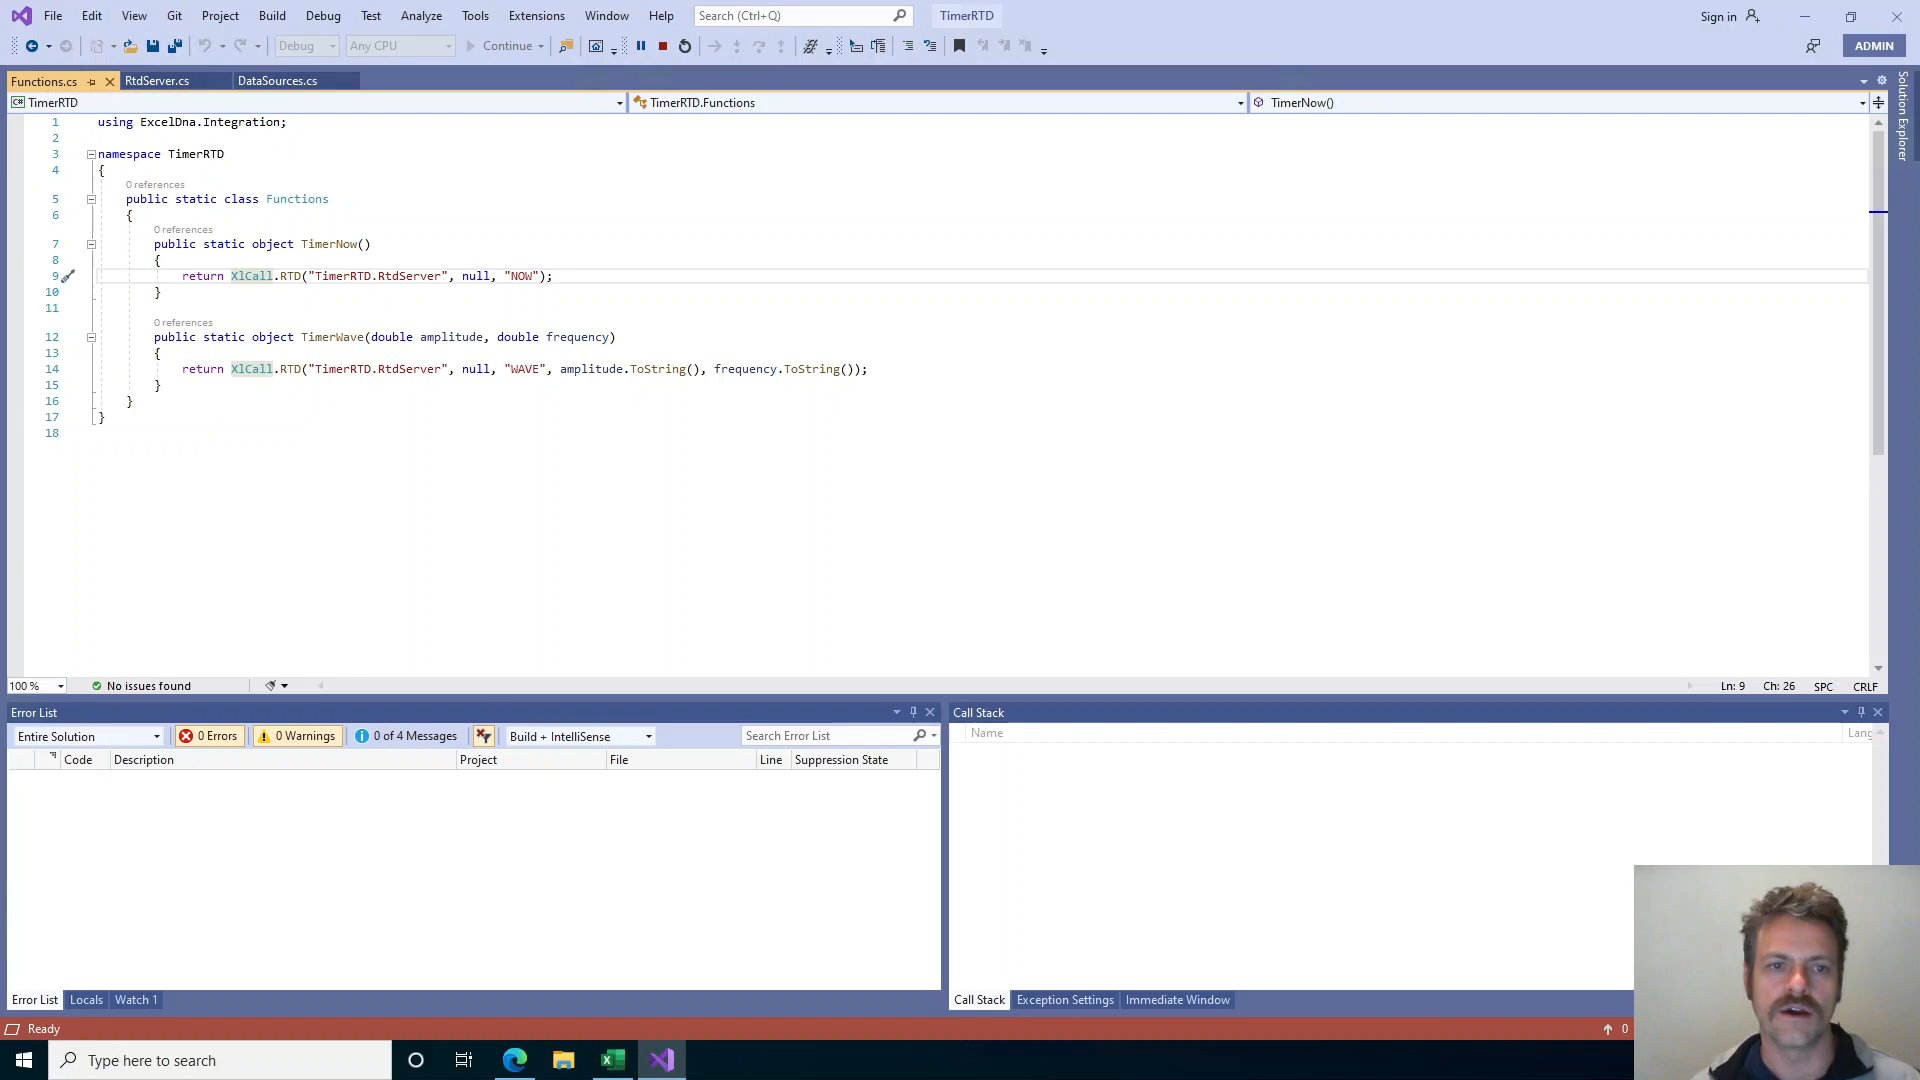 File Edit View Git Project Build Debug Test Analyze Tools Extensions Window Help Search (Ctrl+Q) TimerRTD Sign in
Debug Any CPU Continue ADMIN
Functions.cs RtdServer.cs DataSources.cs
TimerRTD TimerRTD.Functions TimerNow()
Solution Explorer
1 using ExcelDna.Integration;
2
3 namespace TimerRTD
4 {
0 references
5 public static class Functions
6 {
0 references
7 public static object TimerNow()
8 {
9 return XlCall.RTD("TimerRTD.RtdServer", null, "NOW");
10 }
11
0 references
12 public static object TimerWave(double amplitude, double frequency)
13 {
14 return XlCall.RTD("TimerRTD.RtdServer", null, "WAVE", amplitude.ToString(), frequency.ToString());
15 }
16 }
17 }
18
100 % No issues found Ln: 9 Ch: 26 SPC CRLF
Error List Call Stack
Entire Solution 0 Errors 0 Warnings 0 of 4 Messages Build + IntelliSense Search Error List
Name Lang
Code Description Project File Line Suppression State
Error List Locals Watch 1 Call Stack Exception Settings Immediate Window
Ready 0
Type here to search